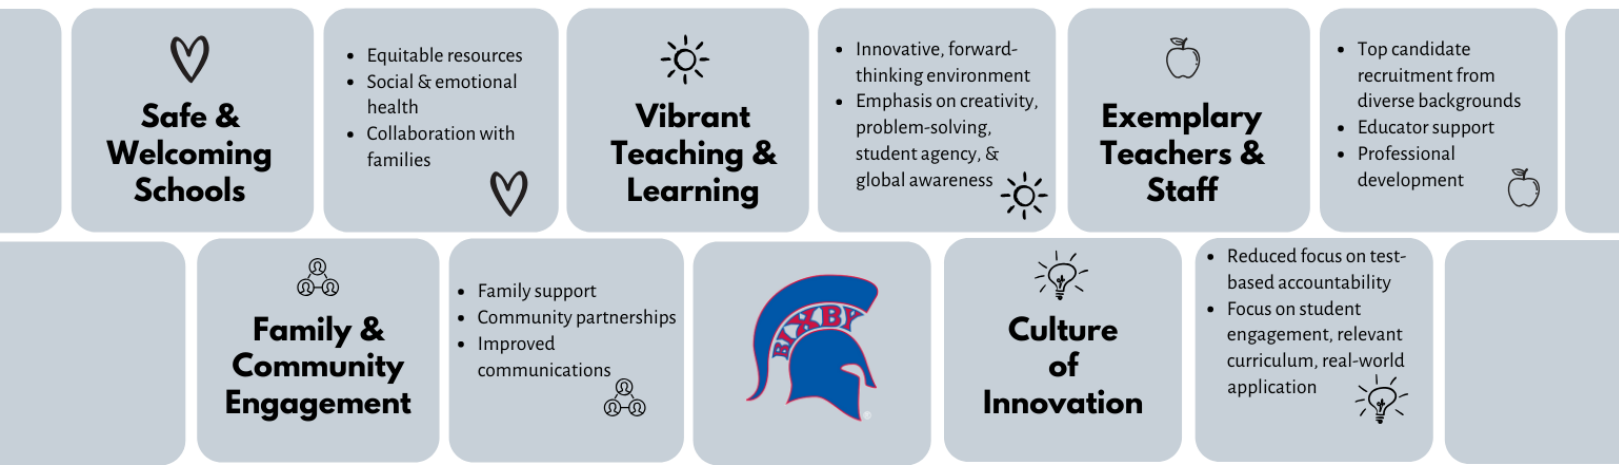 Safe &
Welcoming
Schools
• Equitable resources
• Social & emotional
health
• Collaboration with
families
Vibrant
Teaching &
Learning
• Innovative, forward-
thinking environment
• Emphasis on creativity,
problem-solving,
student agency, &
global awareness
Exemplary
Teachers &
Staff
• Top candidate
recruitment from
diverse backgrounds
• Educator support
• Professional
development
Family &
Community
Engagement
• Family support
• Community partnerships
• Improved
communications
BIXBY
®
Culture
of
Innovation
• Reduced focus on test-
based accountability
• Focus on student
engagement, relevant
curriculum, real-world
application